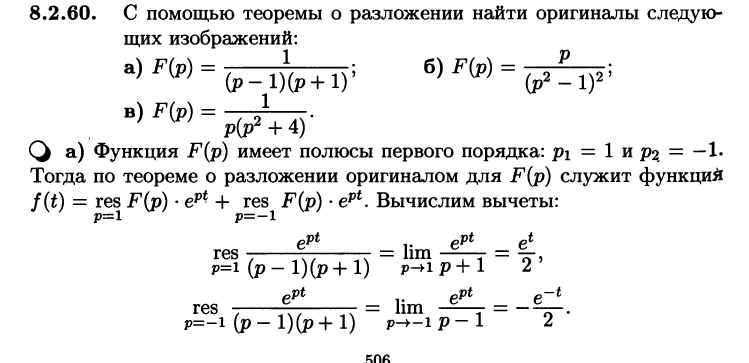 8.2.60. С помощью теоремы о разложении найти оригиналы следую-
щих изображений:
а) F(p) = 1/((p − 1)(p + 1)); б) F(p) = p/((p² − 1)²);
в) F(p) = 1/(p(p² + 4)).
а) Функция F(p) имеет полюсы первого порядка: p₁ = 1 и p₂ = −1.
Тогда по теореме о разложении оригиналом для F(p) служит функция
f(t) = res_{p=1} F(p) · e^{pt} + res_{p=−1} F(p) · e^{pt}. Вычислим вычеты:
res_{p=1} e^{pt}/((p − 1)(p + 1)) = lim_{p→1} e^{pt}/(p + 1) = e^t/2,
res_{p=−1} e^{pt}/((p − 1)(p + 1)) = lim_{p→−1} e^{pt}/(p − 1) = −e^{−t}/2.
506